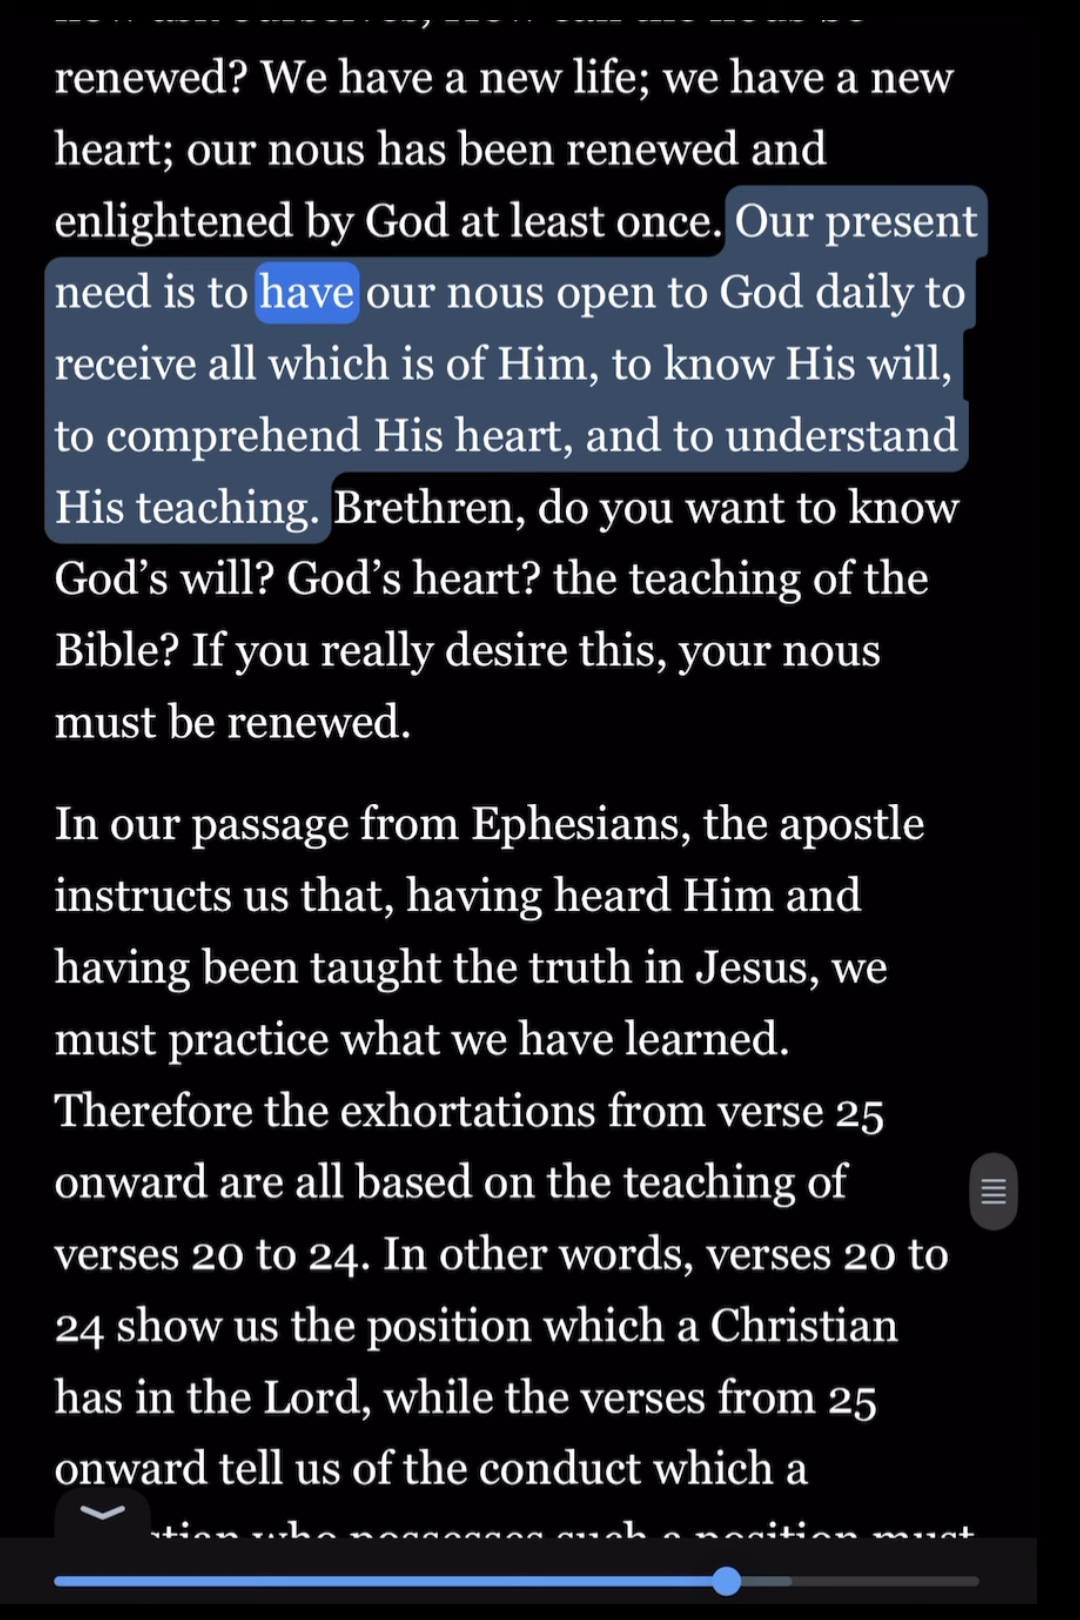 renewed? We have a new life; we have a new
heart; our nous has been renewed and
enlightened by God at least once. Our present
need is to have our nous open to God daily to
receive all which is of Him, to know His will,
to comprehend His heart, and to understand
His teaching. Brethren, do you want to know
God’s will? God’s heart? the teaching of the
Bible? If you really desire this, your nous
must be renewed.
In our passage from Ephesians, the apostle
instructs us that, having heard Him and
having been taught the truth in Jesus, we
must practice what we have learned.
Therefore the exhortations from verse 25
onward are all based on the teaching of
verses 20 to 24. In other words, verses 20 to
24 show us the position which a Christian
has in the Lord, while the verses from 25
onward tell us of the conduct which a
who possesses such a position must